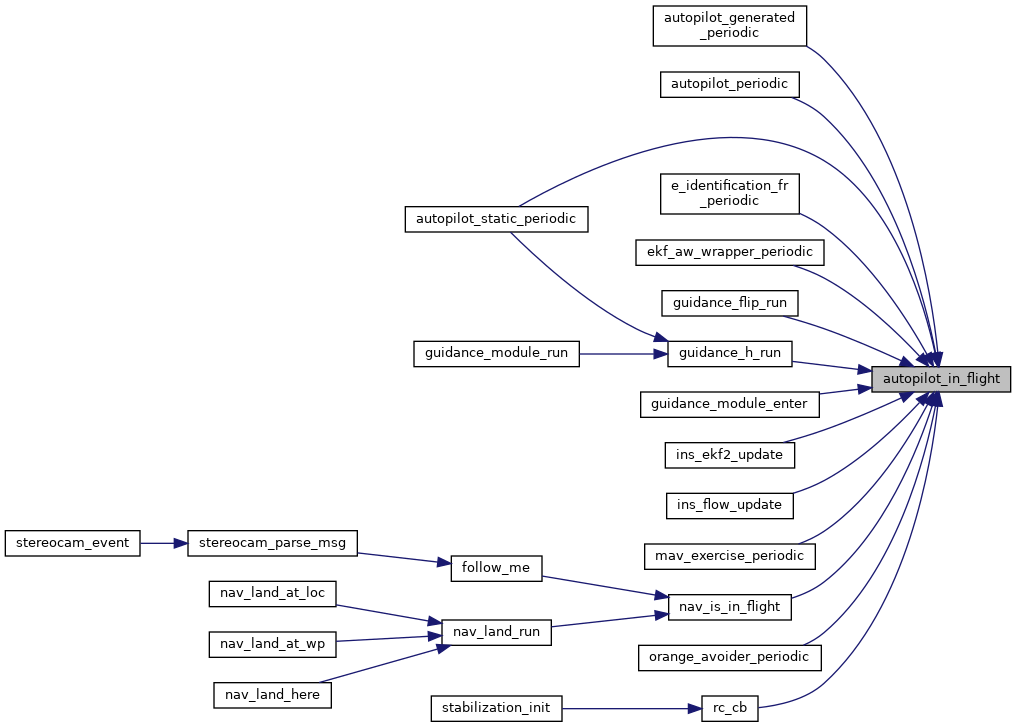 autopilot_generated
_periodic
autopilot_periodic
e_identification_fr
_periodic
autopilot_static_periodic
ekf_aw_wrapper_periodic
guidance_flip_run
guidance_module_run
guidance_h_run
autopilot_in_flight
guidance_module_enter
ins_ekf2_update
ins_flow_update
stereocam_event
stereocam_parse_msg
mav_exercise_periodic
follow_me
nav_land_at_loc
nav_is_in_flight
nav_land_run
nav_land_at_wp
orange_avoider_periodic
nav_land_here
stabilization_init
rc_cb